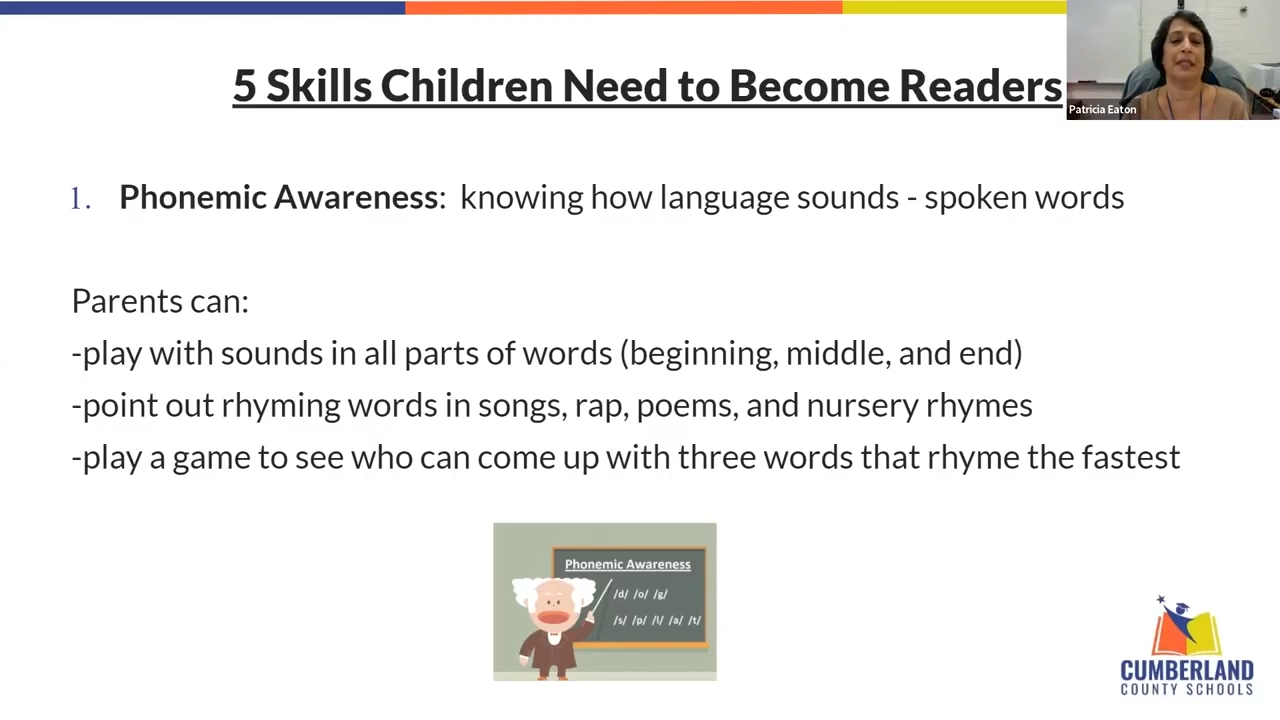 5 Skills Children Need to Become Readers
Patricia Eaton
1. Phonemic Awareness: knowing how language sounds - spoken words
Parents can:
-play with sounds in all parts of words (beginning, middle, and end)
-point out rhyming words in songs, rap, poems, and nursery rhymes
-play a game to see who can come up with three words that rhyme the fastest
Phonemic Awareness
/d/ /o/ /g/
/s/ /p/ /l/ /a/ /t/
CUMBERLAND
COUNTY SCHOOLS